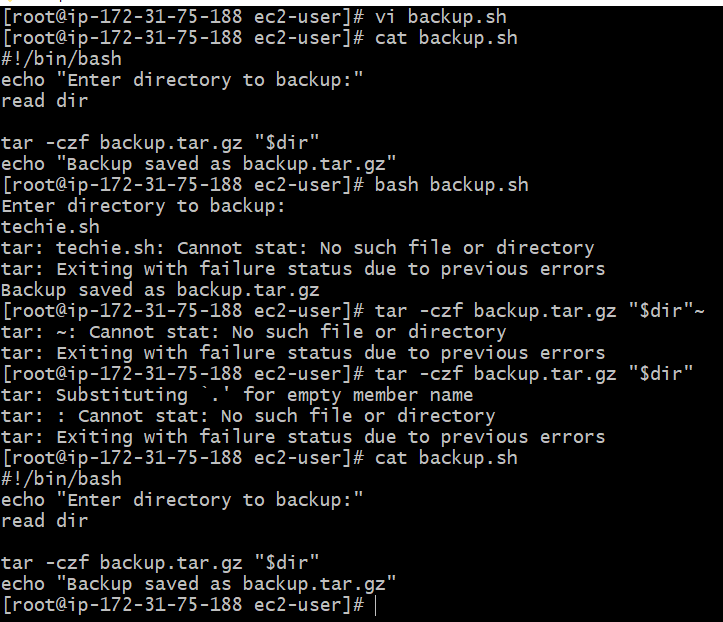 [root@ip-172-31-75-188 ec2-user]# vi backup.sh
[root@ip-172-31-75-188 ec2-user]# cat backup.sh
#!/bin/bash
echo "Enter directory to backup:"
read dir

tar -czf backup.tar.gz "$dir"
echo "Backup saved as backup.tar.gz"
[root@ip-172-31-75-188 ec2-user]# bash backup.sh
Enter directory to backup:
techie.sh
tar: techie.sh: Cannot stat: No such file or directory
tar: Exiting with failure status due to previous errors
Backup saved as backup.tar.gz
[root@ip-172-31-75-188 ec2-user]# tar -czf backup.tar.gz "$dir"~
tar: ~: Cannot stat: No such file or directory
tar: Exiting with failure status due to previous errors
[root@ip-172-31-75-188 ec2-user]# tar -czf backup.tar.gz "$dir"
tar: Substituting `.' for empty member name
tar: : Cannot stat: No such file or directory
tar: Exiting with failure status due to previous errors
[root@ip-172-31-75-188 ec2-user]# cat backup.sh
#!/bin/bash
echo "Enter directory to backup:"
read dir

tar -czf backup.tar.gz "$dir"
echo "Backup saved as backup.tar.gz"
[root@ip-172-31-75-188 ec2-user]#